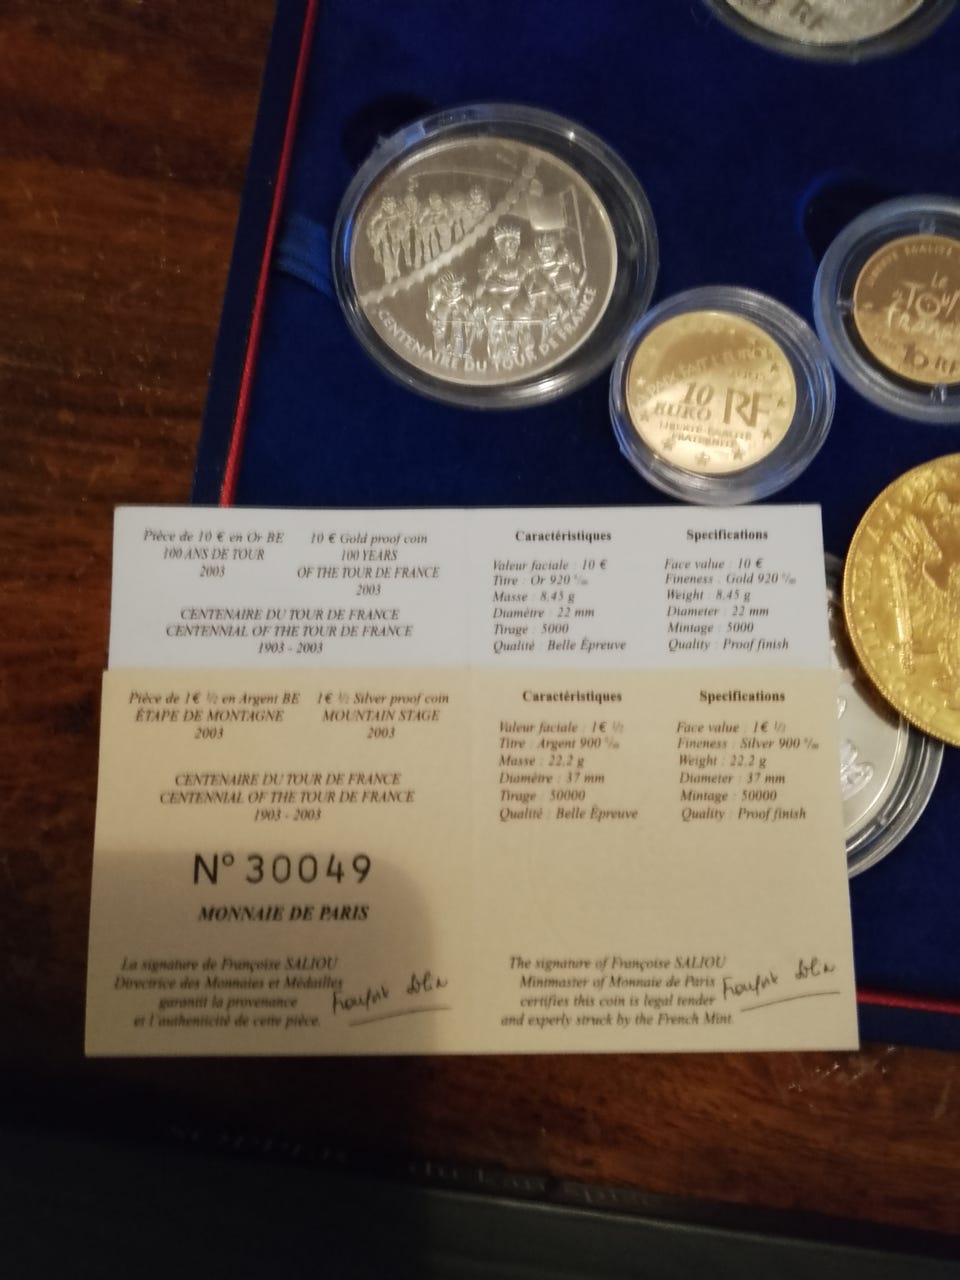 RF
CENTENAIRE DU TOUR DE FRANCE
10
EURO
RF
LIBERTÉ ÉGALITÉ
FRATERNITÉ
ÉGALITÉ
LE
TOUR
10 RF
Pièce de 10 € en Or BE
100 ANS DE TOUR
2003
10 € Gold proof coin
100 YEARS
OF THE TOUR DE FRANCE
2003
CENTENAIRE DU TOUR DE FRANCE
CENTENNIAL OF THE TOUR DE FRANCE
1903 - 2003
Caractéristiques
Valeur faciale : 10 €
Titre : Or 920 ‰
Masse : 8,45 g
Diamètre : 22 mm
Tirage : 5000
Qualité : Belle Épreuve
Specifications
Face value : 10 €
Fineness : Gold 920 ‰
Weight : 8,45 g
Diameter : 22 mm
Mintage : 5000
Quality : Proof finish
Pièce de 1€ ½ en Argent BE
ÉTAPE DE MONTAGNE
2003
1€ ½ Silver proof coin
MOUNTAIN STAGE
2003
CENTENAIRE DU TOUR DE FRANCE
CENTENNIAL OF THE TOUR DE FRANCE
1903 - 2003
N° 30049
MONNAIE DE PARIS
La signature de Françoise SALIOU
Directrice des Monnaies et Médailles
garantit la provenance
et l'authenticité de cette pièce.
Caractéristiques
Valeur faciale : 1€ ½
Titre : Argent 900 ‰
Masse : 22.2 g
Diamètre : 37 mm
Tirage : 50000
Qualité : Belle Épreuve
Specifications
Face value : 1€ ½
Fineness : Silver 900 ‰
Weight : 22.2 g
Diameter : 37 mm
Mintage : 50000
Quality : Proof finish
The signature of Françoise SALIOU
Mintmaster of Monnaie de Paris
certifies this coin is legal tender
and experly struck by the French Mint.